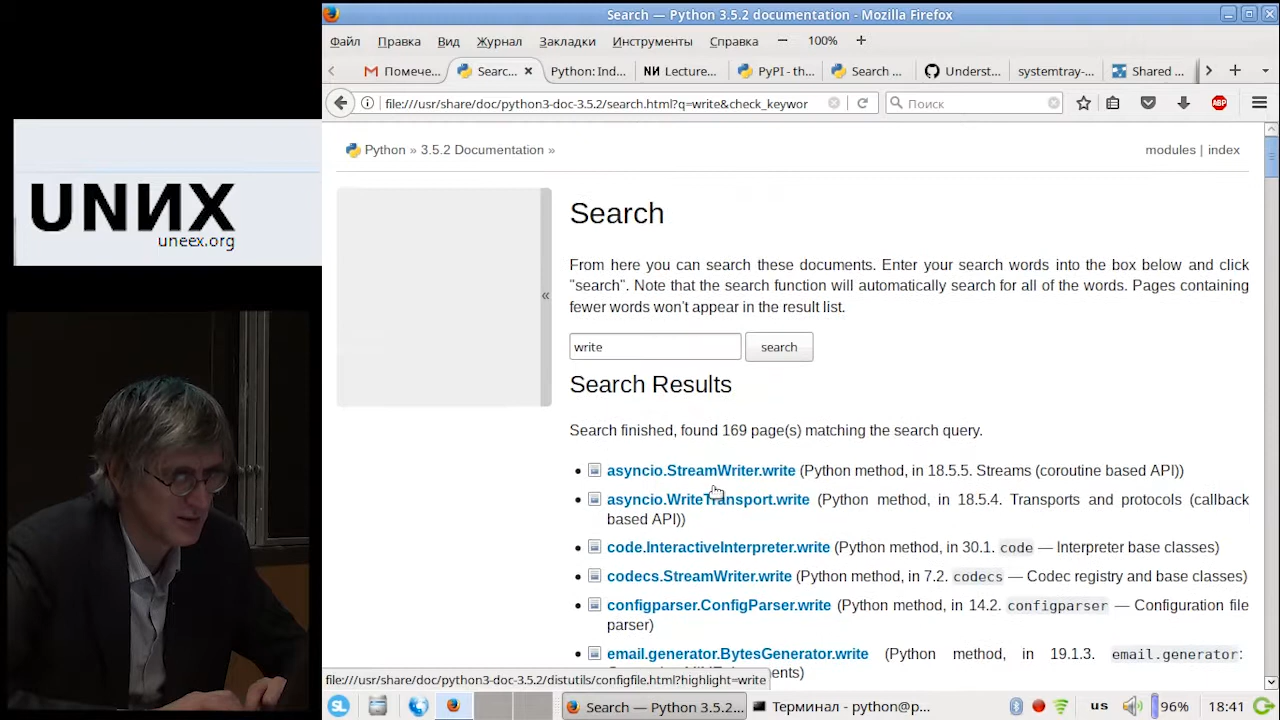 Search — Python 3.5.2 documentation - Mozilla Firefox
Файл Правка Вид Журнал Закладки Инструменты Справка − 100% +
Помече... Searc... Python: Ind... NИ Lecture... PyPI - th... Search ... Underst... systemtray-... Shared ...
file:///usr/share/doc/python3-doc-3.5.2/search.html?q=write&check_keywor Поиск ABP
Python » 3.5.2 Documentation » modules | index
UNИX
uneex.org
«
Search
From here you can search these documents. Enter your search words into the box below and click
"search". Note that the search function will automatically search for all of the words. Pages containing
fewer words won't appear in the result list.
write search
Search Results
Search finished, found 169 page(s) matching the search query.
• asyncio.StreamWriter.write (Python method, in 18.5.5. Streams (coroutine based API))
• asyncio.WriteTransport.write (Python method, in 18.5.4. Transports and protocols (callback
based API))
• code.InteractiveInterpreter.write (Python method, in 30.1. code — Interpreter base classes)
• codecs.StreamWriter.write (Python method, in 7.2. codecs — Codec registry and base classes)
• configparser.ConfigParser.write (Python method, in 14.2. configparser — Configuration file
parser)
• email.generator.BytesGenerator.write (Python method, in 19.1.3. email.generator:
file:///usr/share/doc/python3-doc-3.5.2/distutils/configfile.html?highlight=write
SL Search — Python 3.5.2... Терминал - python@p... us 96% 18:41